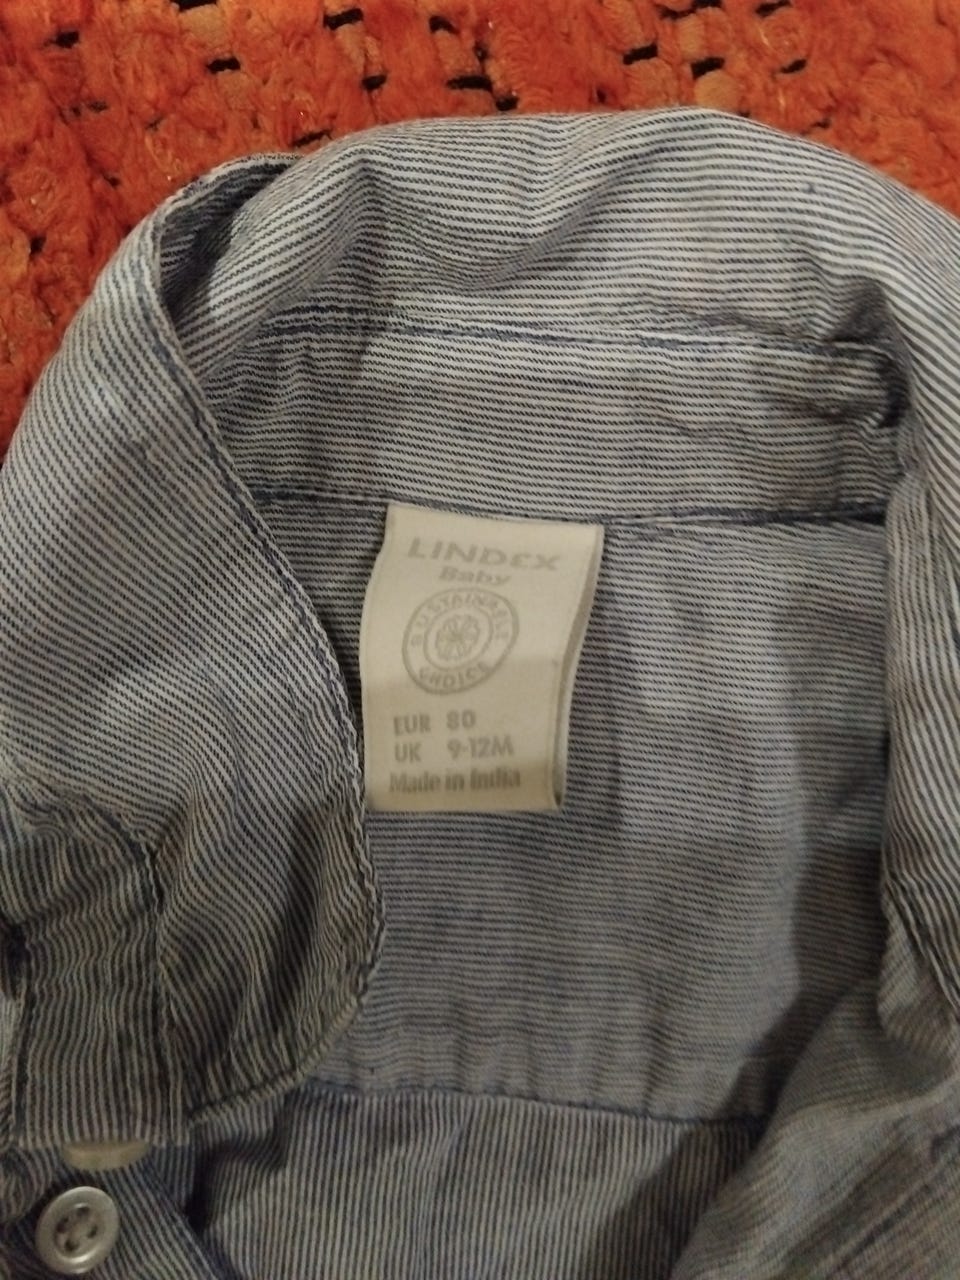 LINDEX
Baby
SUSTAINABLE
CHOICE
EUR 80
UK 9-12M
Made in India